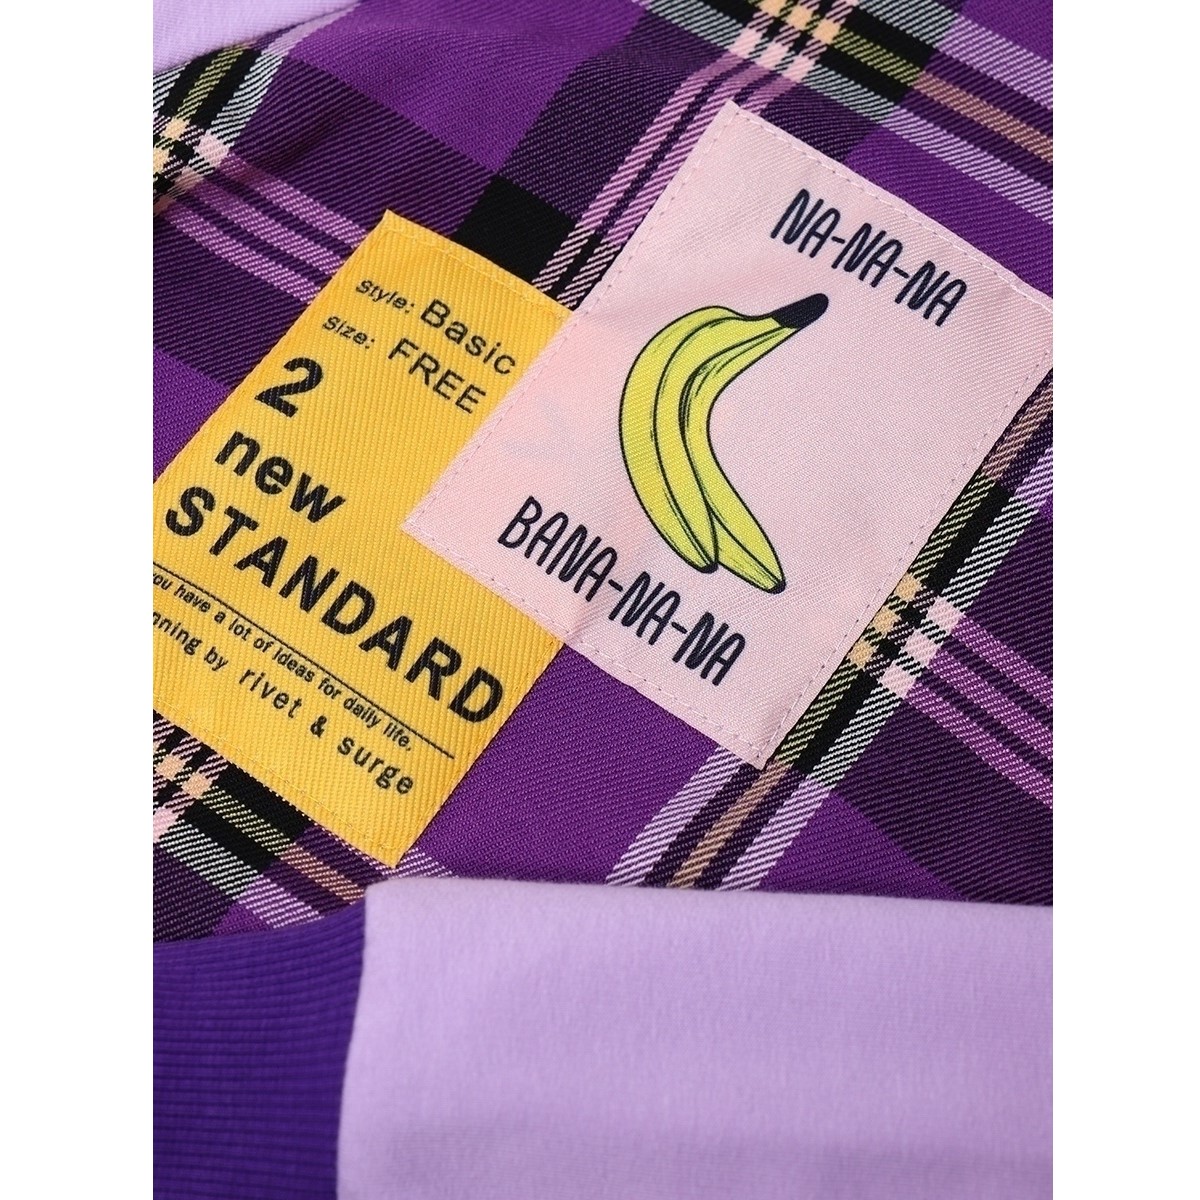 Style: Basic
Size: FREE
2
new
STANDARD
you have a lot of ideas for daily life.
by rivet & surge
NA-NA-NA
BANA-NA-NA